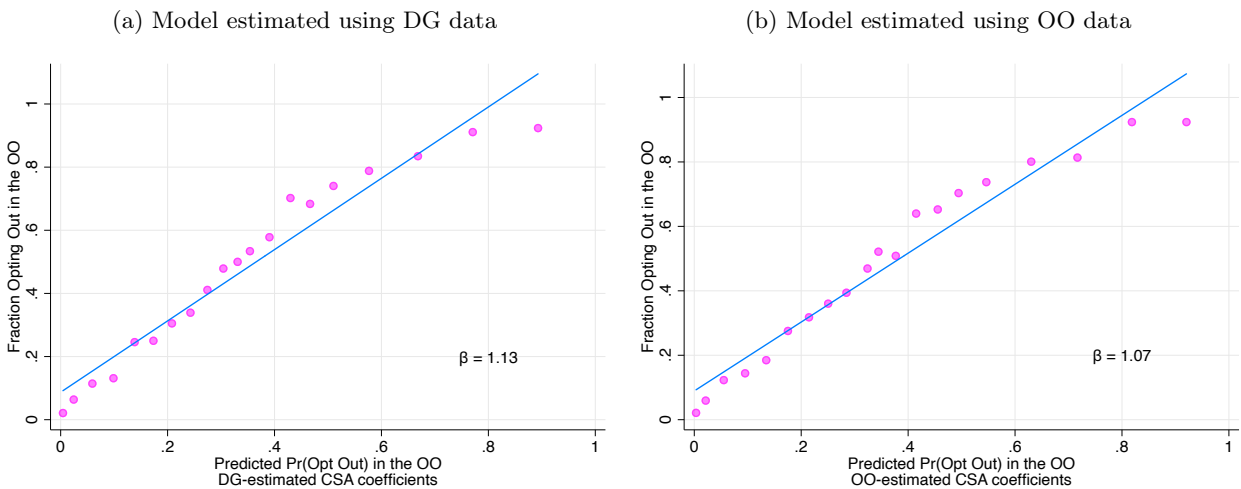 (a) Model estimated using DG data
Fraction Opting Out in the OO
1
.8
.6
.4
.2
0
β = 1.13
0 .2 .4 .6 .8 1
Predicted Pr(Opt Out) in the OO
DG-estimated CSA coefficients
(b) Model estimated using OO data
Fraction Opting Out in the OO
1
.8
.6
.4
.2
0
β = 1.07
0 .2 .4 .6 .8 1
Predicted Pr(Opt Out) in the OO
OO-estimated CSA coefficients